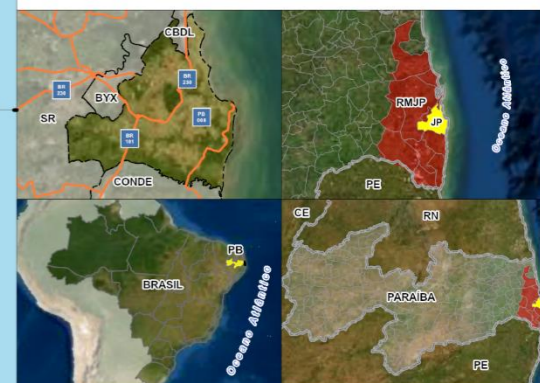 CBDL
BR
230
BR
230
BYX
PB
008
SR
BR
101
CONDE
RMJP
JP
PE
Oceano Atlântico
PB
BRASIL
Oceano Atlântico
CE
RN
PARAÍBA
PE